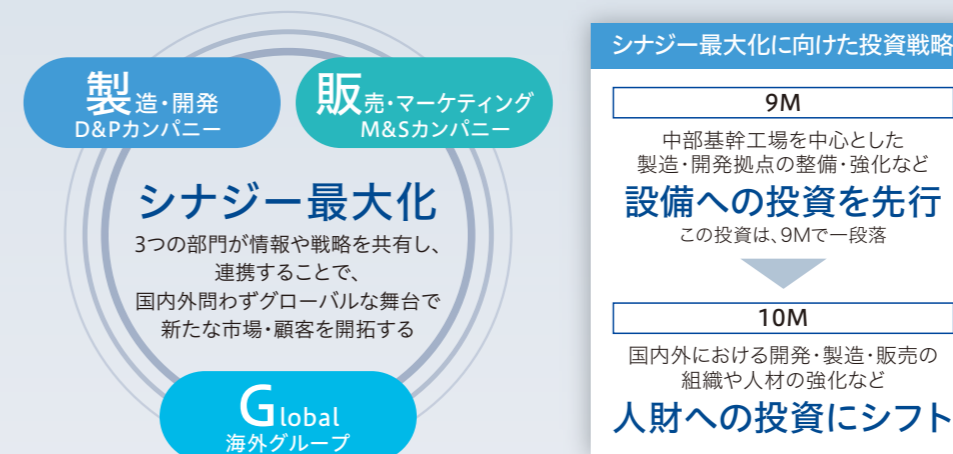 製造・開発
D&Pカンパニー
販売・マーケティング
M&Sカンパニー
シナジー最大化
3つの部門が情報や戦略を共有し、
連携することで、
国内外問わずグローバルな舞台で
新たな市場・顧客を開拓する
Global
海外グループ
シナジー最大化に向けた投資戦略
9M
中部基幹工場を中心とした
製造・開発拠点の整備・強化など
設備への投資を先行
この投資は、9Mで一段落
10M
国内外における開発・製造・販売の
組織や人材の強化など
人財への投資にシフト